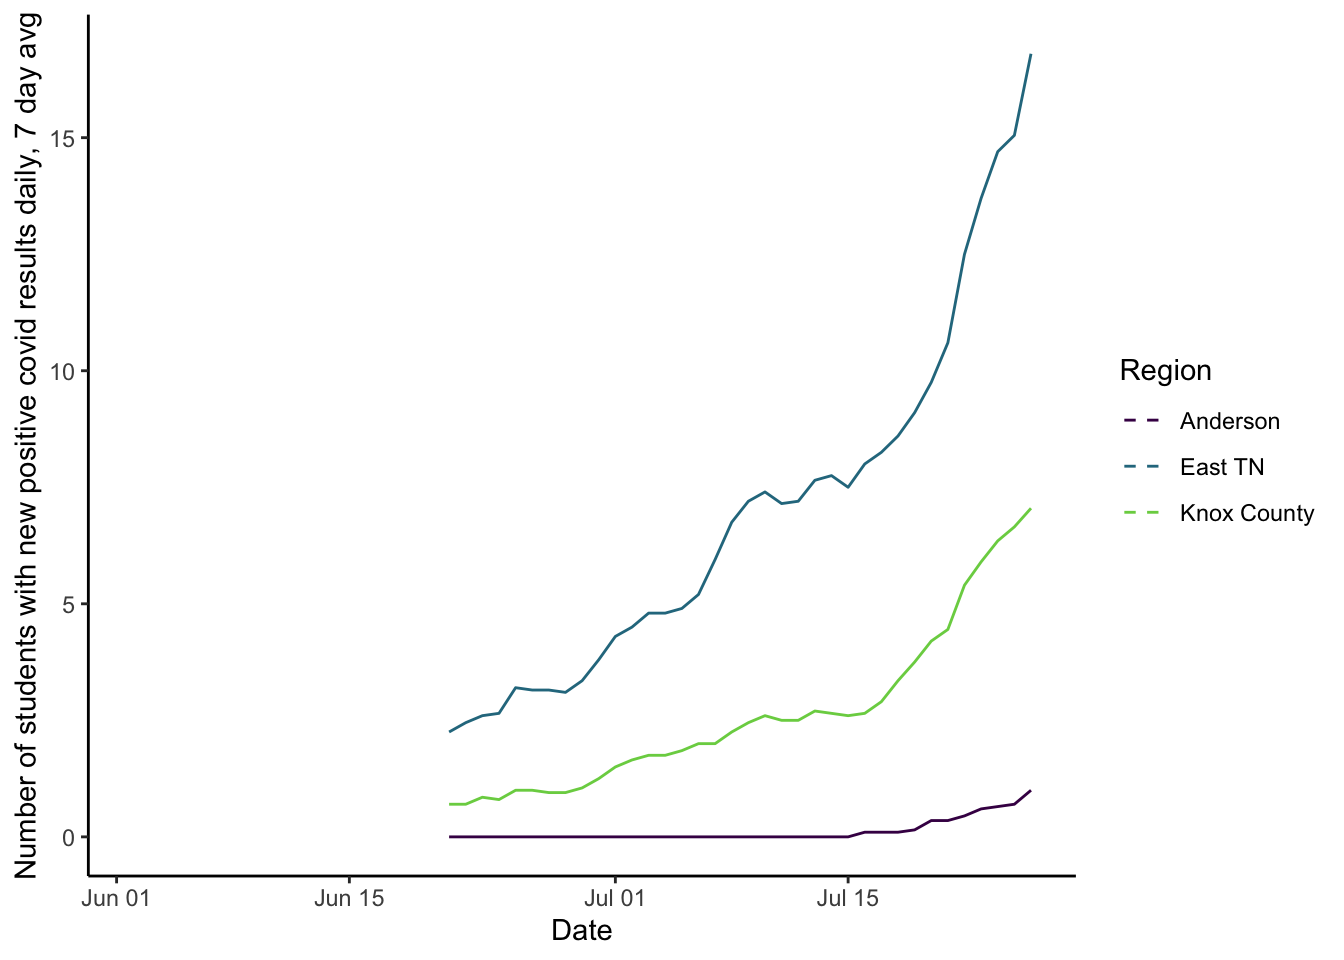 Number of students with new positive covid results daily, 7 day avg
15
10
5
0
Jun 01
Jun 15
Jul 01
Jul 15
Date
Region
Anderson
East TN
Knox County